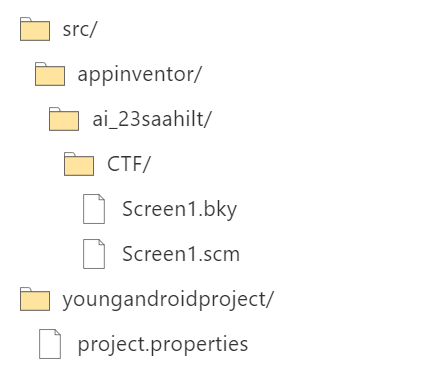 src/
appinventor/
ai_23saahilt/
CTF/
Screen1.bky
Screen1.scm
youngandroidproject/
project.properties